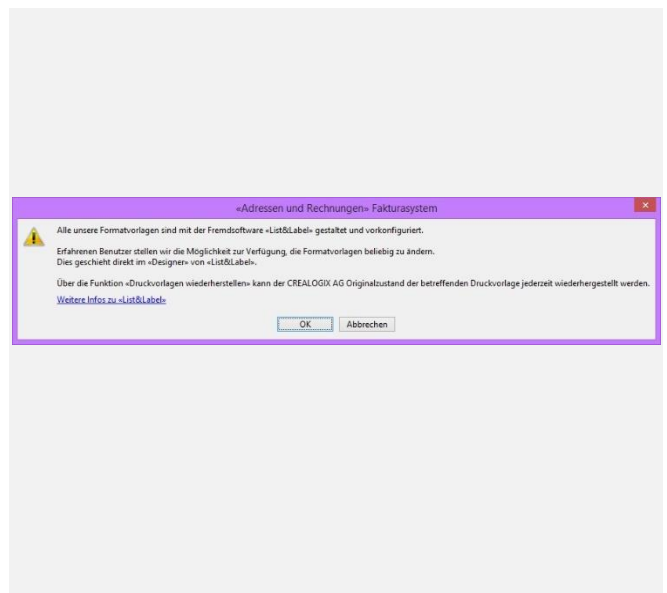 «Adressen und Rechnungen» Fakturasystem
Alle unsere Formatvorlagen sind mit der Fremdsoftware «List&Label» gestaltet und vorkonfiguriert.
Erfahrenen Benutzer stellen wir die Möglichkeit zur Verfügung, die Formatvorlagen beliebig zu ändern.
Dies geschieht direkt im «Designer» von «List&Label».
Über die Funktion «Druckvorlagen wiederherstellen» kann der CREALOGIX AG Originalzustand der betreffenden Druckvorlage jederzeit wiederhergestellt werden.
Weitere Infos zu «List&Label»
OK Abbrechen